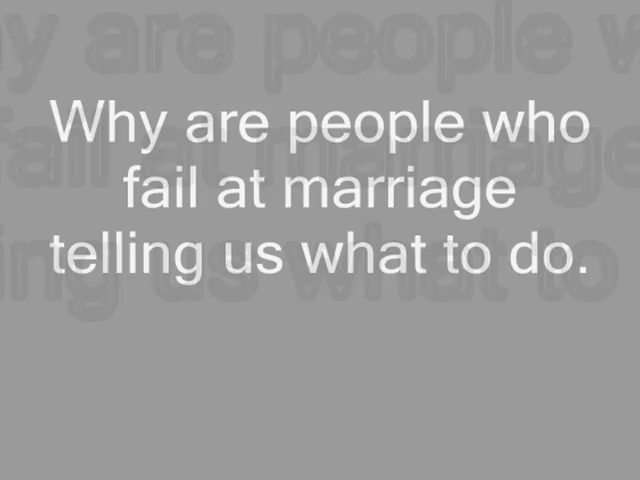 Why are people who
fail at marriage
telling us what to do.